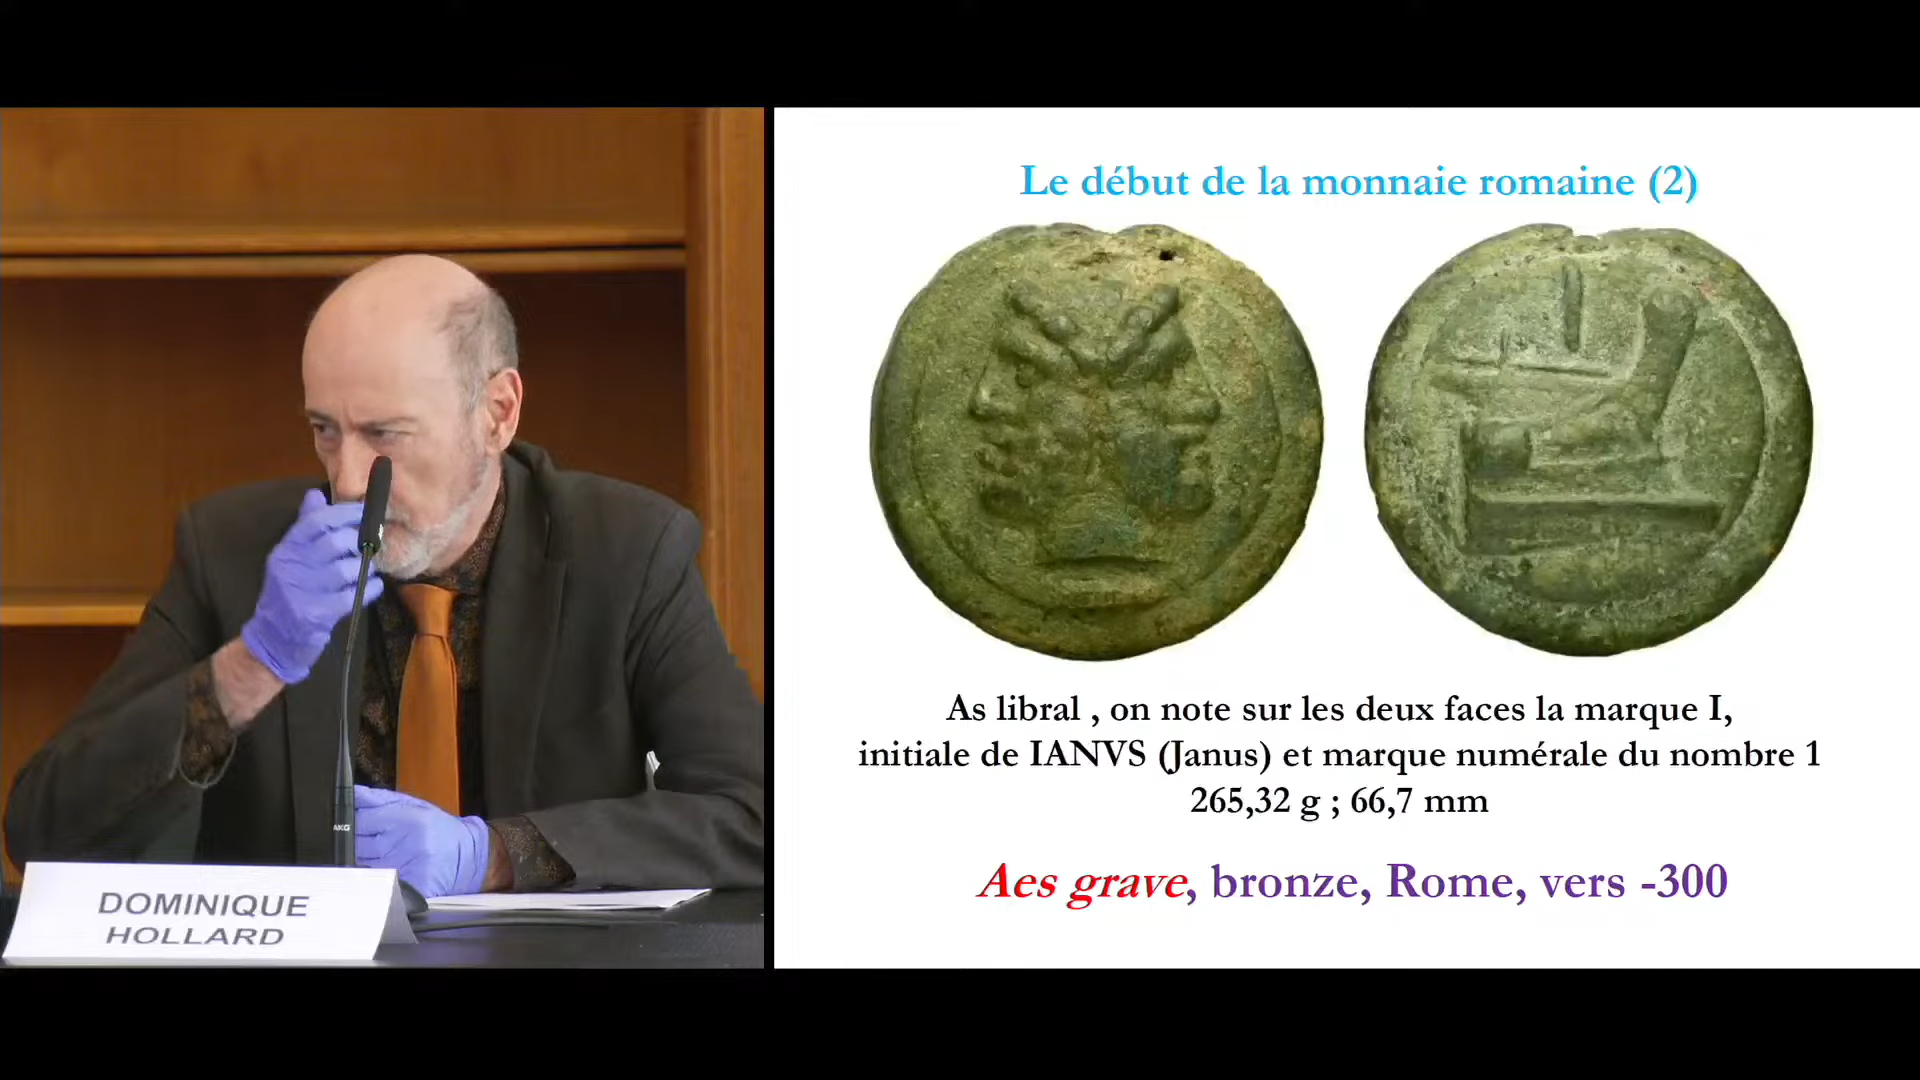 Le début de la monnaie romaine (2)
As libral , on note sur les deux faces la marque I,
initiale de IANVS (Janus) et marque numérale du nombre 1
265,32 g ; 66,7 mm
Aes grave, bronze, Rome, vers -300
AKG
DOMINIQUE
HOLLARD